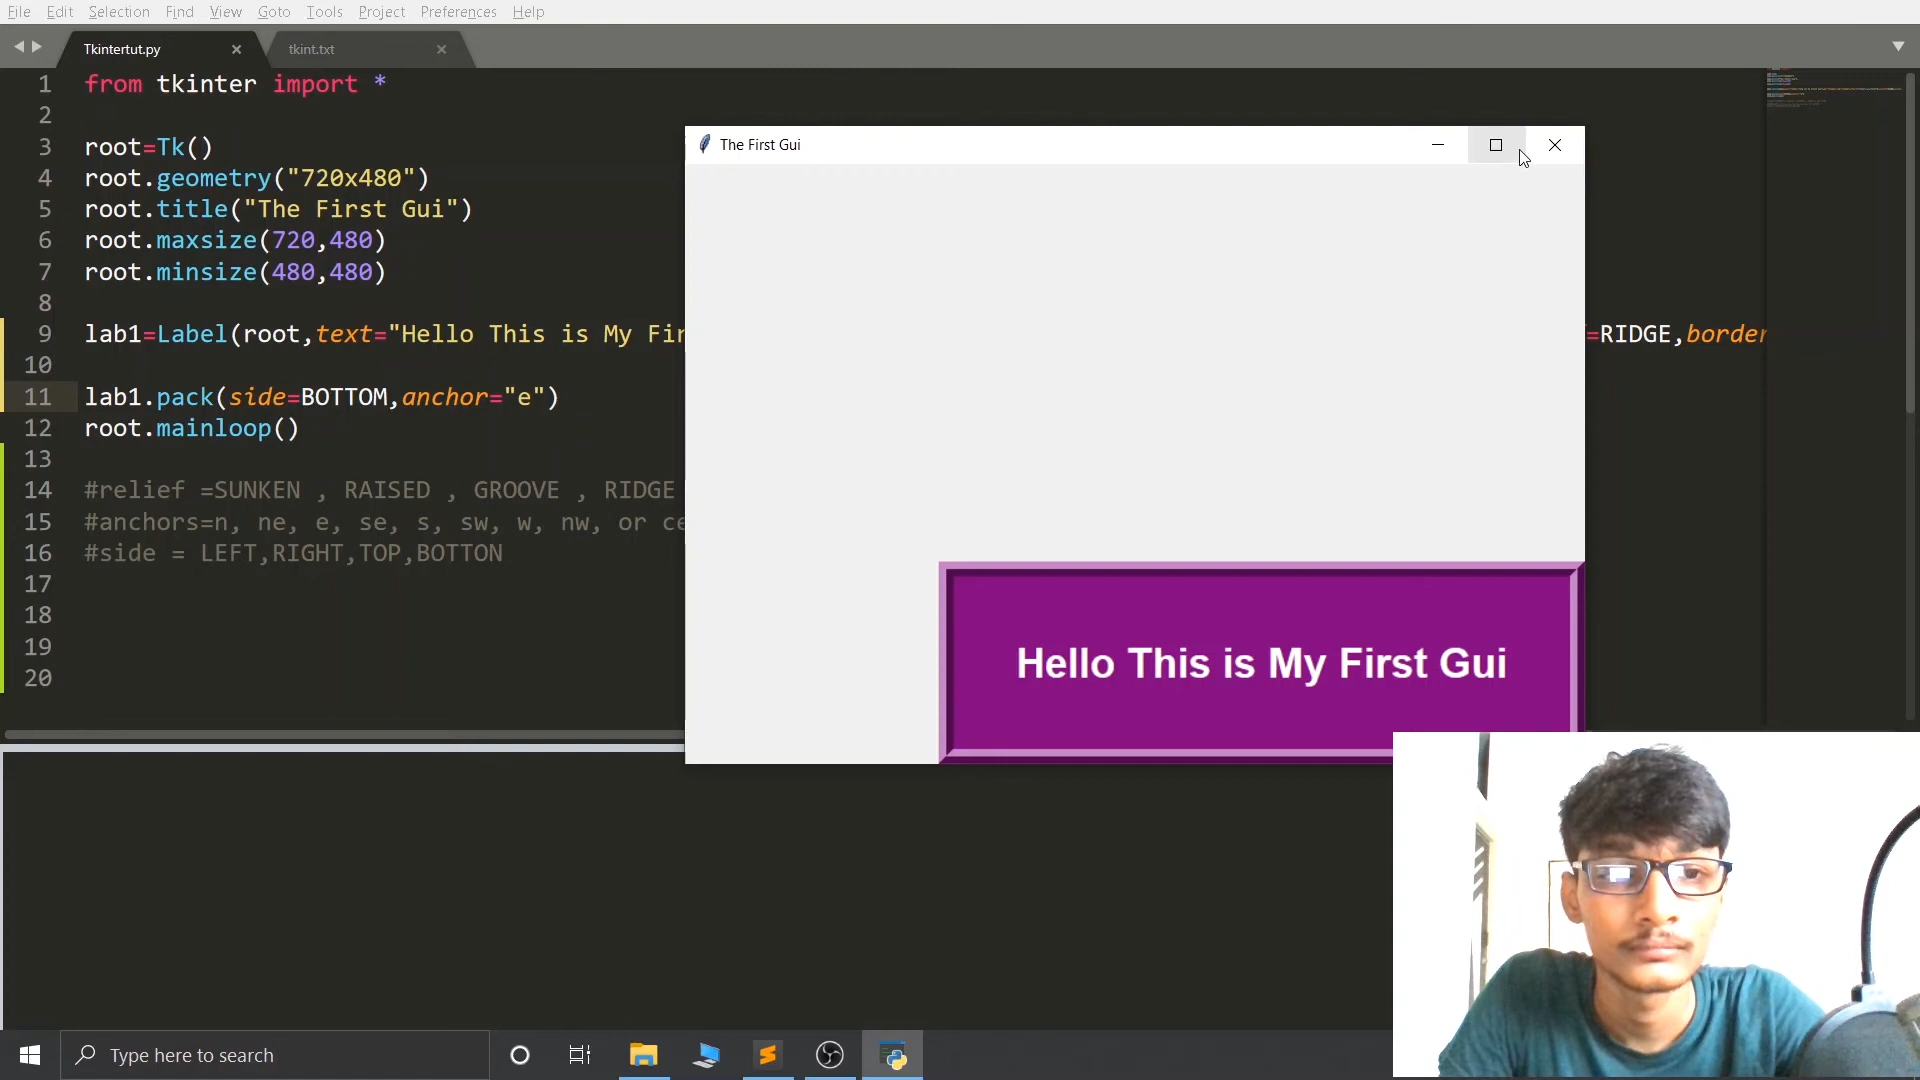 File Edit Selection Find View Goto Tools Project Preferences Help
Tkintertut.py
tkint.txt
1 from tkinter import *
2
3 root=Tk()
4 root.geometry("720x480")
5 root.title("The First Gui")
6 root.maxsize(720,480)
7 root.minsize(480,480)
8
9 lab1=Label(root,text="Hello This is My Fir =RIDGE,border
10
11 lab1.pack(side=BOTTOM,anchor="e")
12 root.mainloop()
13
14 #relief =SUNKEN , RAISED , GROOVE , RIDGE
15 #anchors=n, ne, e, se, s, sw, w, nw, or ce
16 #side = LEFT,RIGHT,TOP,BOTTON
17
18
19
20
The First Gui
Hello This is My First Gui
Type here to search